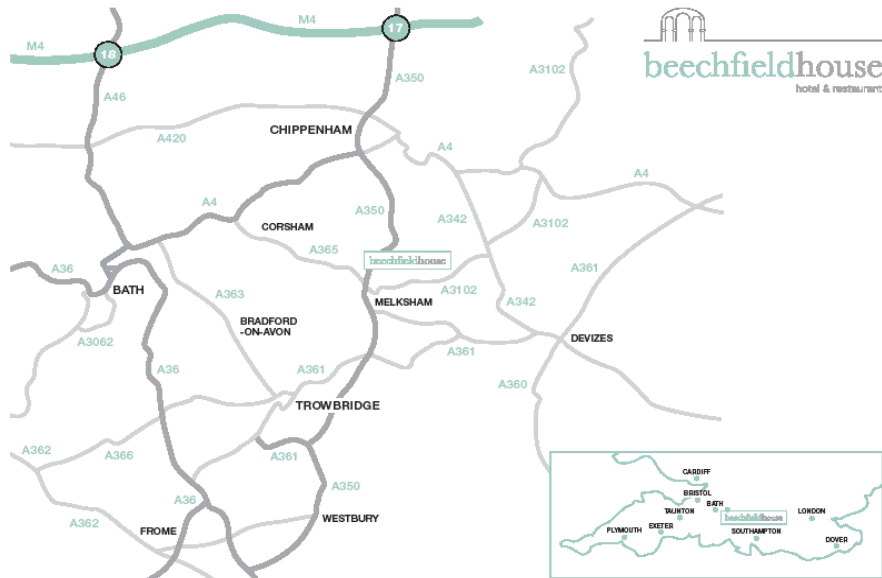 M4
17
M4
18
beechfieldhouse
hotel & restaurant
A350
A3102
A46
CHIPPENHAM
A420
A4
A4
A4
A350
A342
A3102
CORSHAM
A365
beechfieldhouse
A36
A361
BATH
A363
A3102
MELKSHAM
A342
BRADFORD
-ON-AVON
A3062
DEVIZES
A361
A361
A36
A360
TROWBRIDGE
A362
A366
A361
A350
A36
A362
FROME
WESTBURY
CARDIFF
BRISTOL
BATH
beechfieldhouse
TAUNTON
LONDON
EXETER
PLYMOUTH
SOUTHAMPTON
DOVER